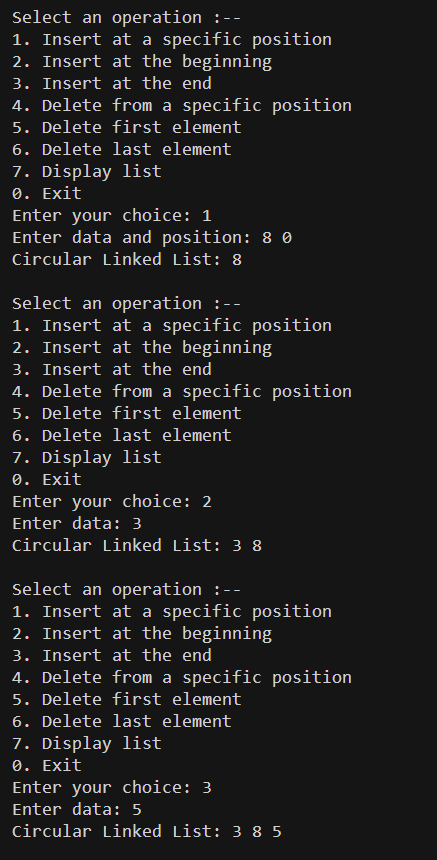 Select an operation :--
1. Insert at a specific position
2. Insert at the beginning
3. Insert at the end
4. Delete from a specific position
5. Delete first element
6. Delete last element
7. Display list
0. Exit
Enter your choice: 1
Enter data and position: 8 0
Circular Linked List: 8

Select an operation :--
1. Insert at a specific position
2. Insert at the beginning
3. Insert at the end
4. Delete from a specific position
5. Delete first element
6. Delete last element
7. Display list
0. Exit
Enter your choice: 2
Enter data: 3
Circular Linked List: 3 8

Select an operation :--
1. Insert at a specific position
2. Insert at the beginning
3. Insert at the end
4. Delete from a specific position
5. Delete first element
6. Delete last element
7. Display list
0. Exit
Enter your choice: 3
Enter data: 5
Circular Linked List: 3 8 5